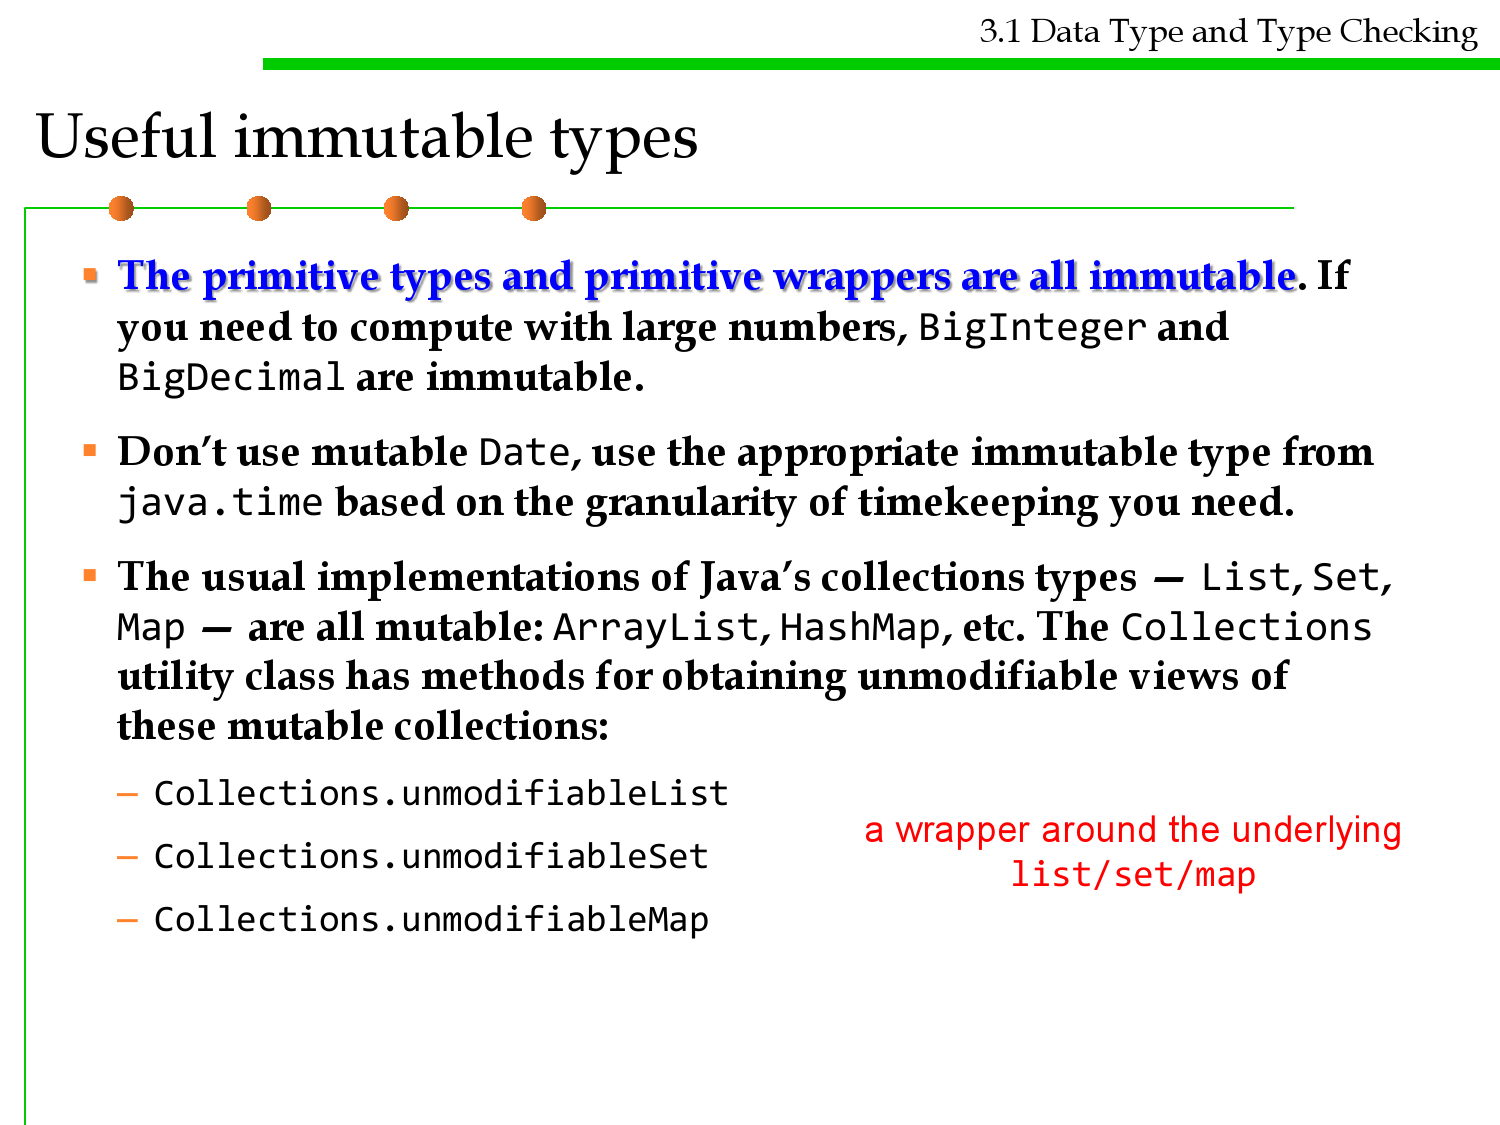 3.1 Data Type and Type Checking
Useful immutable types
▪ The primitive types and primitive wrappers are all immutable. If
you need to compute with large numbers, BigInteger and
BigDecimal are immutable.
▪ Don’t use mutable Date, use the appropriate immutable type from
java.time based on the granularity of timekeeping you need.
▪ The usual implementations of Java’s collections types — List, Set,
Map — are all mutable: ArrayList, HashMap, etc. The Collections
utility class has methods for obtaining unmodifiable views of
these mutable collections:
– Collections.unmodifiableList
– Collections.unmodifiableSet
– Collections.unmodifiableMap
a wrapper around the underlying
list/set/map